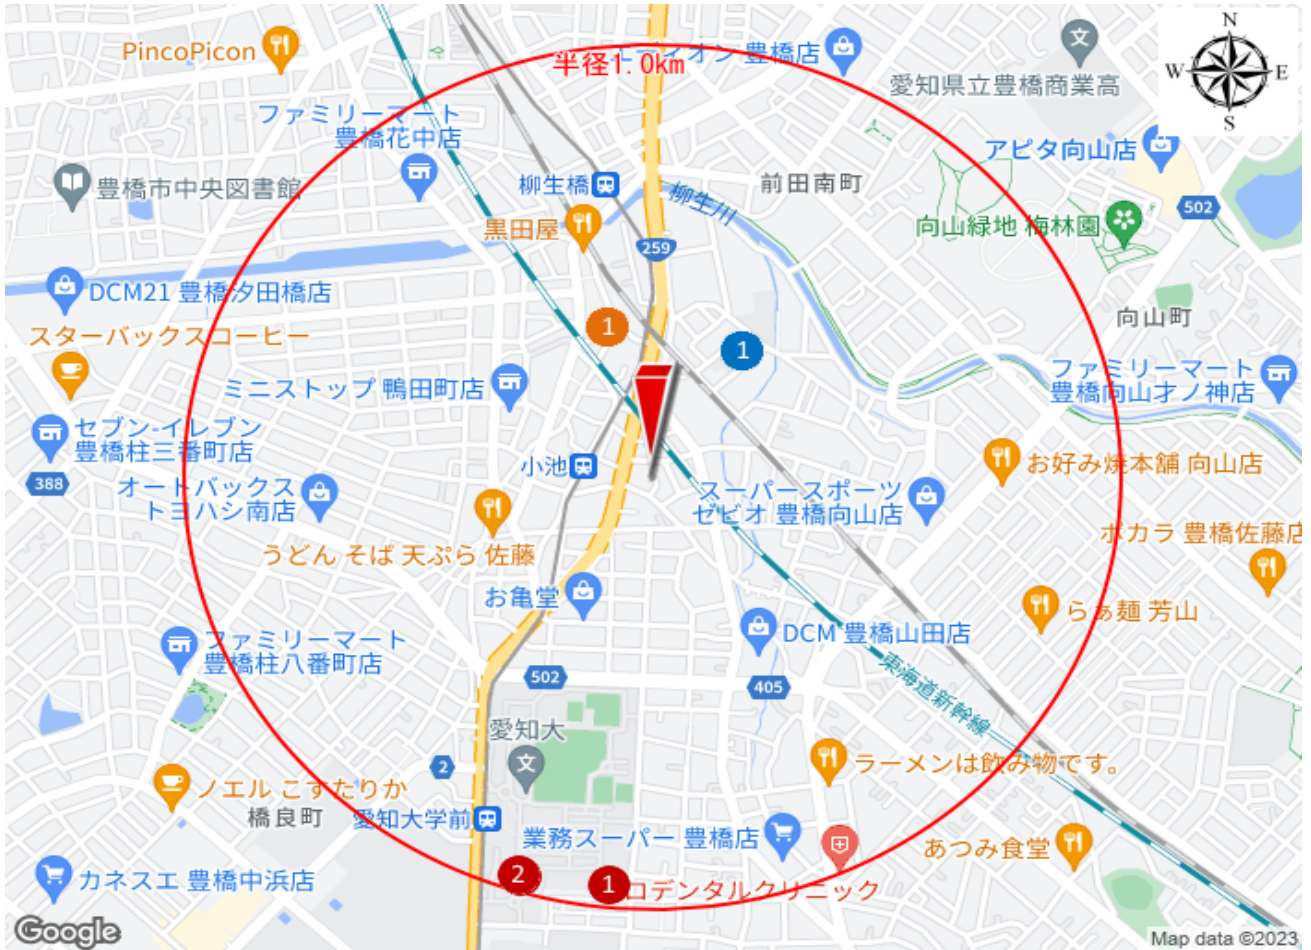 N
W
E
S
PincoPicon
半径1.0km
エディオン 豊橋店
愛知県立豊橋商業高
ファミリーマート
豊橋花中店
アピタ向山店
豊橋市中央図書館
柳生橋
前田南町
柳生川
502
黒田屋
向山緑地 梅林園
259
DCM21 豊橋汐田橋店
向山町
スターバックスコーヒー
1
1
ミニストップ 鴨田町店
ファミリーマート
豊橋向山才ノ神店
セブン-イレブン
豊橋柱三番町店
小池
お好み焼本舗 向山店
388
オートバックス
トヨハシ南店
スーパースポーツ
ゼビオ 豊橋向山店
うどん そば 天ぷら 佐藤
ポカラ 豊橋佐藤店
お亀堂
らぁ麺 芳山
ファミリーマート
豊橋柱八番町店
DCM 豊橋山田店
502
405
東海道新幹線
愛知大
2
ラーメンは飲み物です。
ノエル こすたりか
橋良町
愛知大学前
業務スーパー 豊橋店
あつみ食堂
カネスエ 豊橋中浜店
2
1
ロデンタルクリニック
Google
Map data ©2023